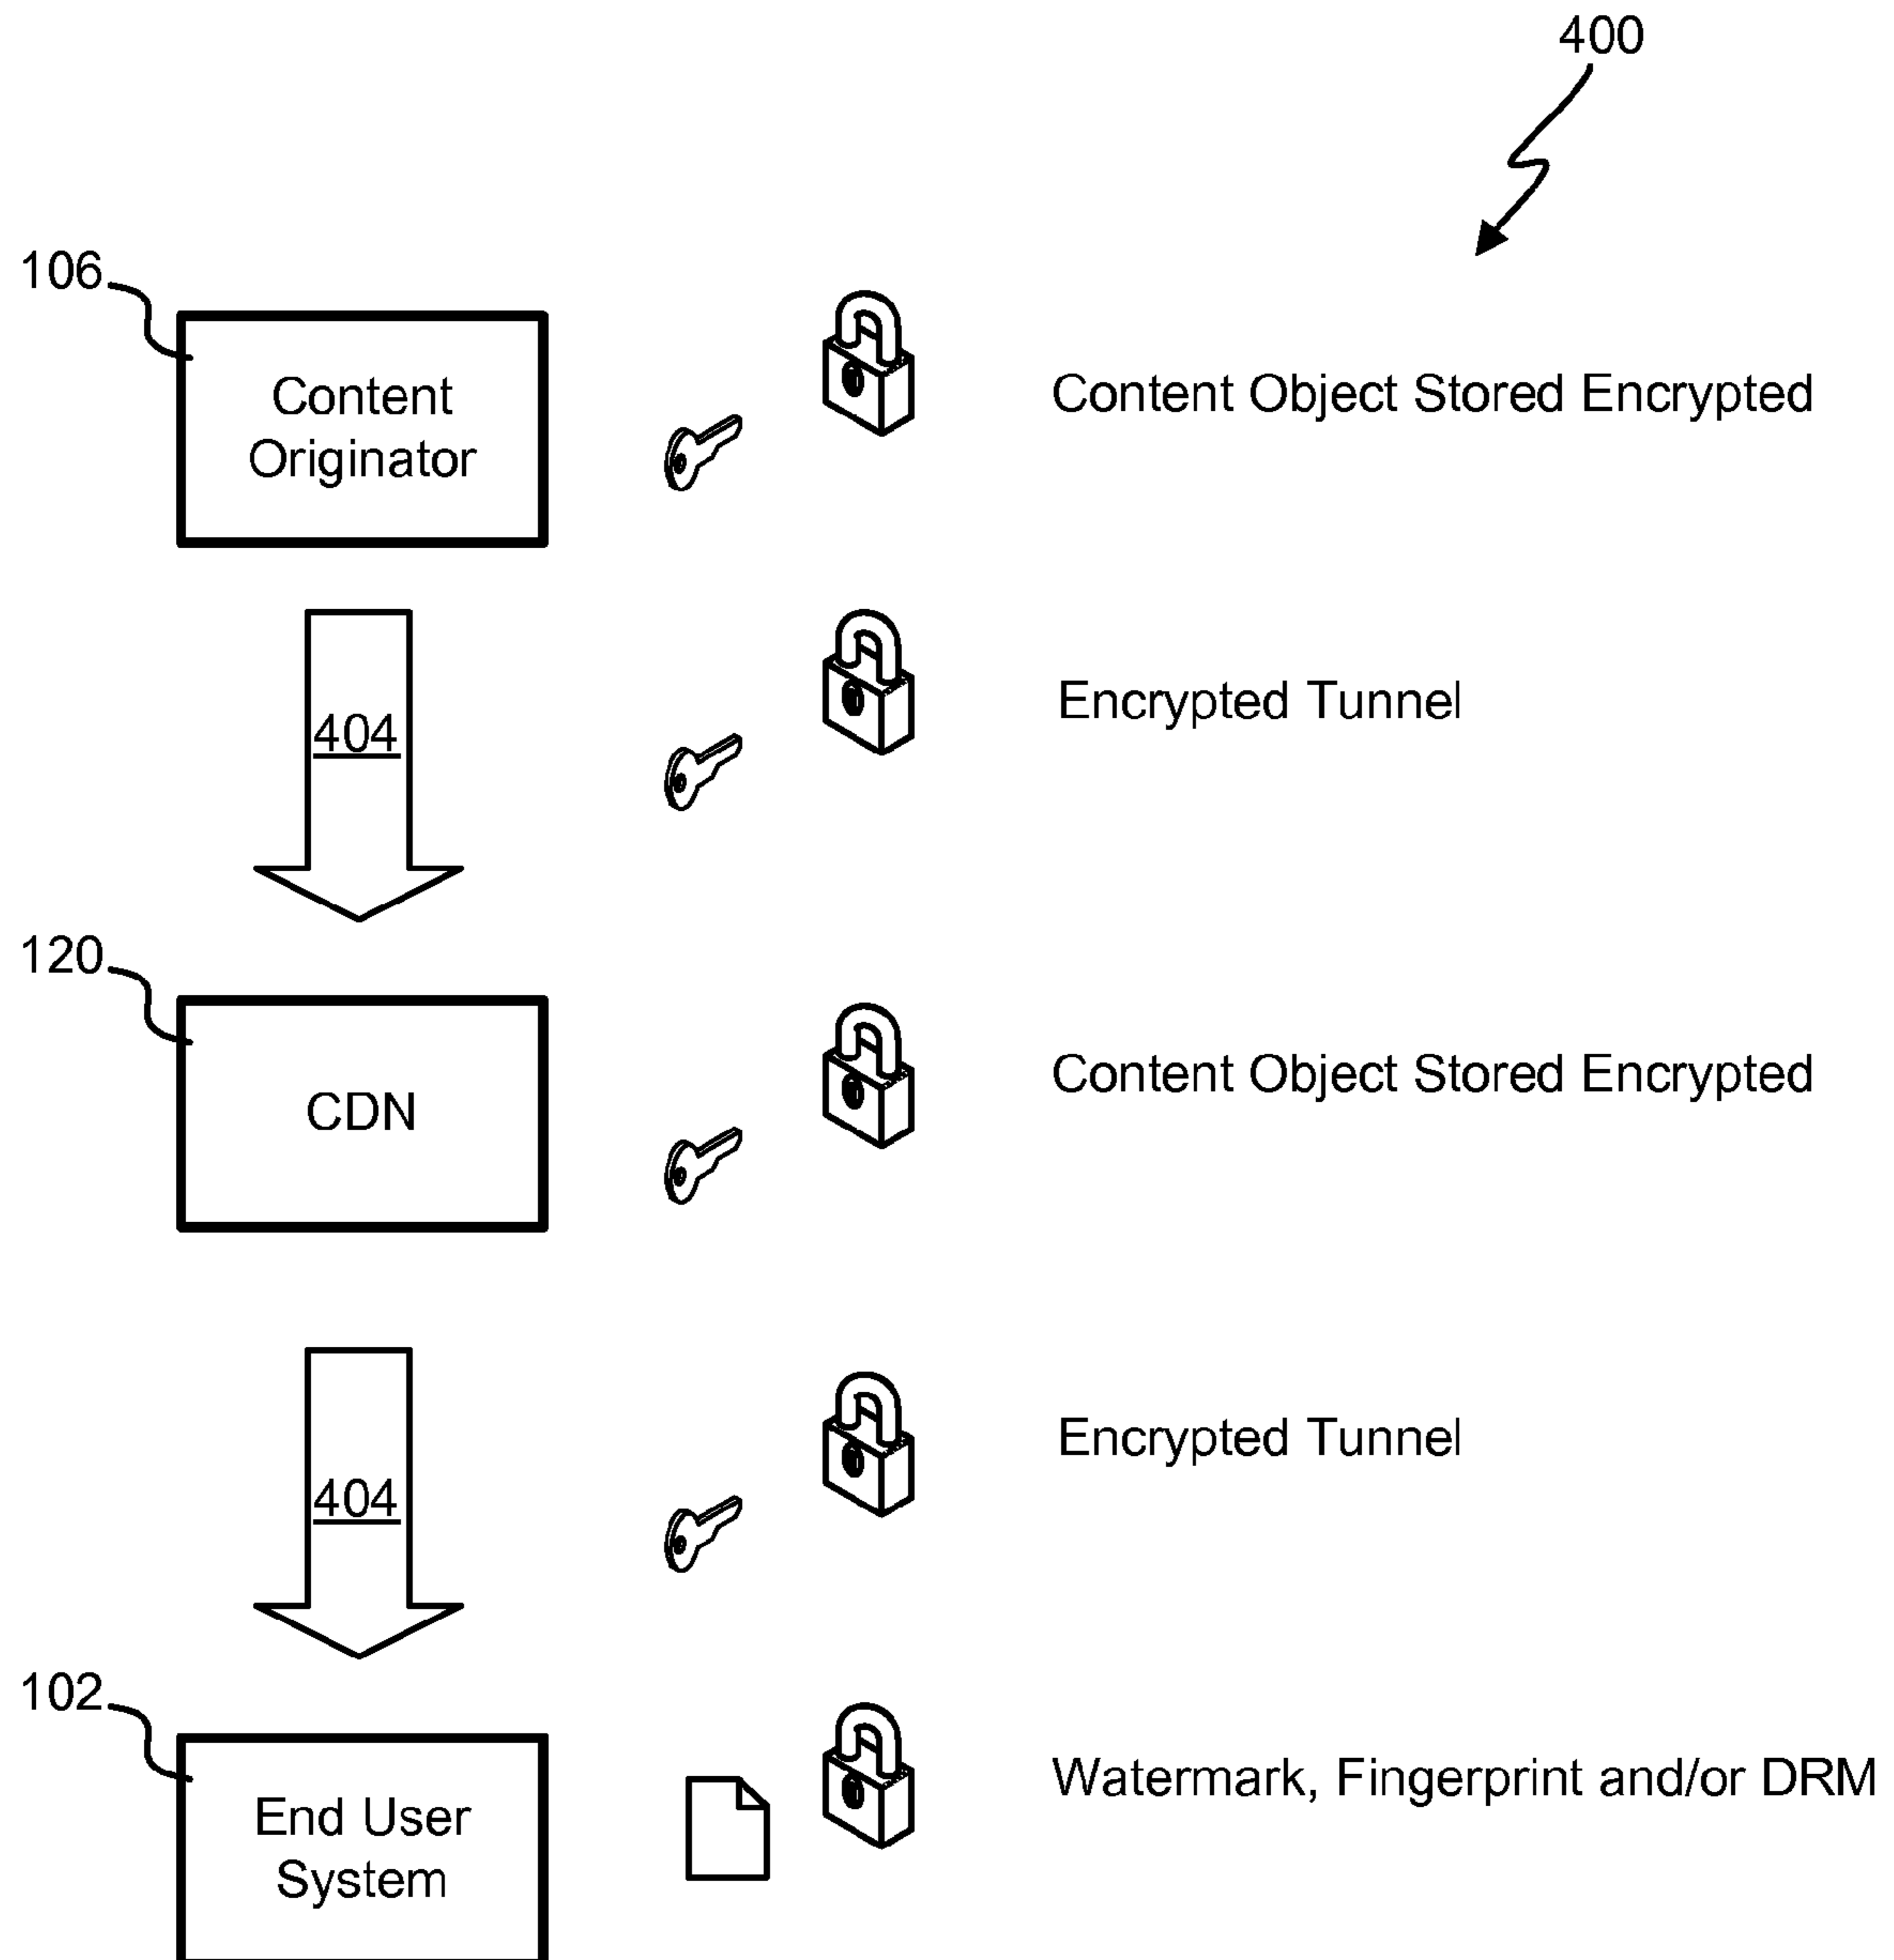 400
106
Content
Originator
Content Object Stored Encrypted
404
Encrypted Tunnel
120
CDN
Content Object Stored Encrypted
404
Encrypted Tunnel
102
End User
System
Watermark, Fingerprint and/or DRM